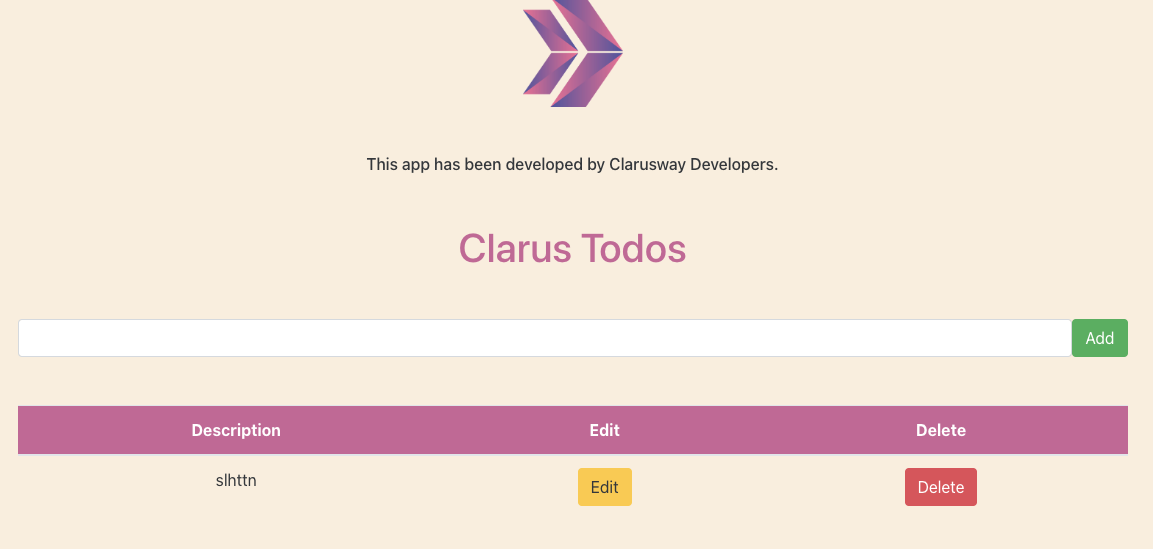 This app has been developed by Clarusway Developers.
Clarus Todos
Add
Description Edit Delete
slhttn Edit Delete